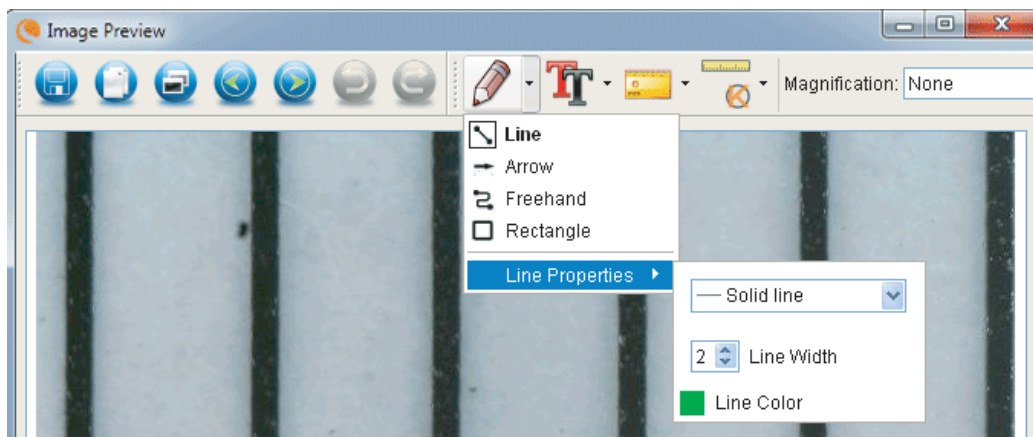 Image Preview
Magnification: None
Line
Arrow
Freehand
Rectangle
Line Properties
Solid line
2 Line Width
Line Color